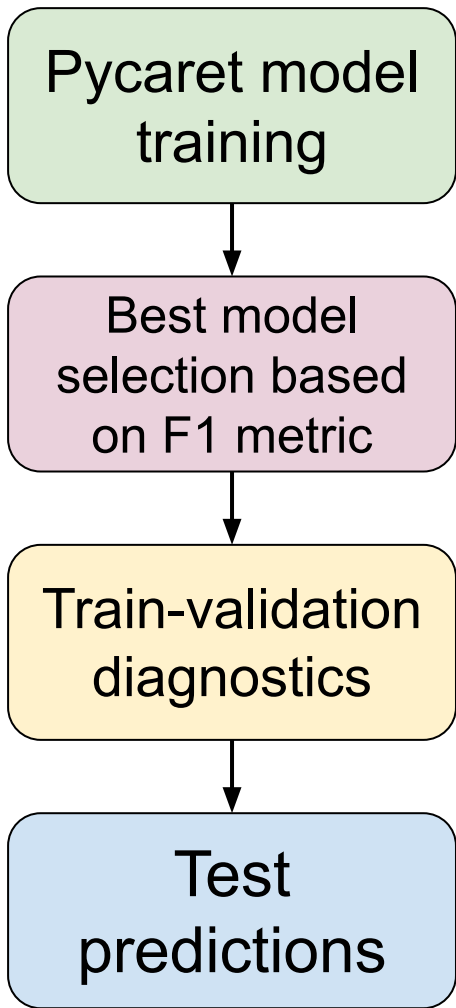 Pycaret model
training
Best model
selection based
on F1 metric
Train-validation
diagnostics
Test
predictions